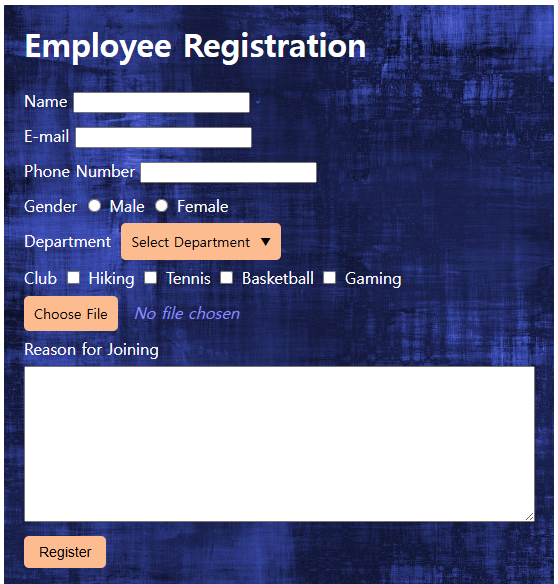 Employee Registration
Name
E-mail
Phone Number
Gender Male Female
Department Select Department ▼
Club Hiking Tennis Basketball Gaming
Choose File No file chosen
Reason for Joining
Register